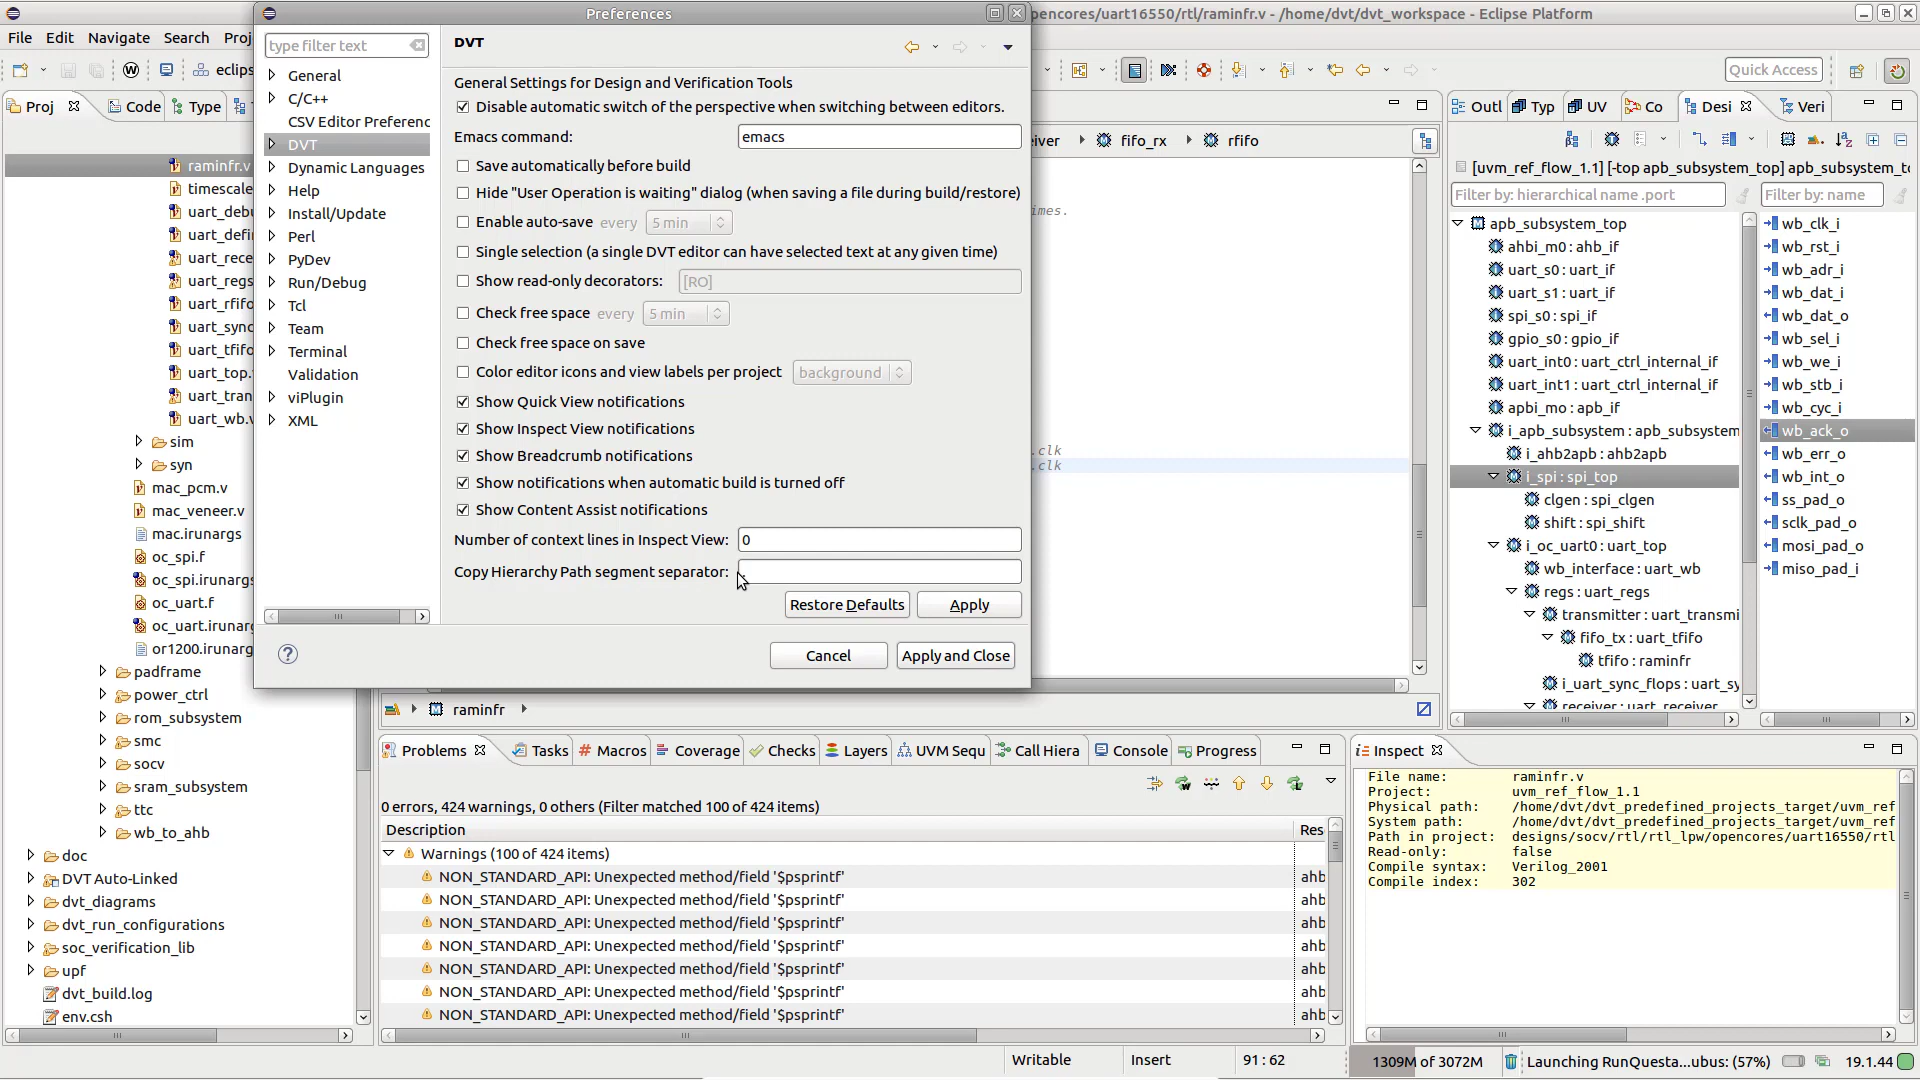 Preferences
pencores/uart16550/rtl/raminfr.v - /home/dvt/dvt_workspace - Eclipse Platform
File Edit Navigate Search Proj
eclips
Quick Access
Proj
Code
Type
raminfr.v
timescale
uart_debu
uart_defi
uart_rece
uart_regs
uart_rfifo
uart_sync
uart_tfifo
uart_top.
uart_tran
uart_wb.v
sim
syn
mac_pcm.v
mac_veneer.v
mac.irunargs
oc_spi.f
oc_spi.irunargs
oc_uart.f
oc_uart.irunarg
or1200.irunarg
padframe
power_ctrl
rom_subsystem
smc
socv
sram_subsystem
ttc
wb_to_ahb
doc
DVT Auto-Linked
dvt_diagrams
dvt_run_configurations
soc_verification_lib
upf
dvt_build.log
env.csh
type filter text
General
C/C++
CSV Editor Preferenc
DVT
Dynamic Languages
Help
Install/Update
Perl
PyDev
Run/Debug
Tcl
Team
Terminal
Validation
viPlugin
XML
DVT
General Settings for Design and Verification Tools
Disable automatic switch of the perspective when switching between editors.
Emacs command: emacs
Save automatically before build
Hide "User Operation is waiting" dialog (when saving a file during build/restore)
Enable auto-save every 5 min
Single selection (a single DVT editor can have selected text at any given time)
Show read-only decorators: [RO]
Check free space every 5 min
Check free space on save
Color editor icons and view labels per project background
Show Quick View notifications
Show Inspect View notifications
Show Breadcrumb notifications
Show notifications when automatic build is turned off
Show Content Assist notifications
Number of context lines in Inspect View: 0
Copy Hierarchy Path segment separator:
Restore Defaults Apply
Cancel Apply and Close
iver fifo_rx rfifo
imes.
.clk
.clk
raminfr
Outl Typ UV Co Desi Veri
[uvm_ref_flow_1.1] [-top apb_subsystem_top] apb_subsystem_t
Filter by: hierarchical name .port
Filter by: name
apb_subsystem_top
ahbi_m0 : ahb_if
uart_s0 : uart_if
uart_s1 : uart_if
spi_s0 : spi_if
gpio_s0 : gpio_if
uart_int0 : uart_ctrl_internal_if
uart_int1 : uart_ctrl_internal_if
apbi_mo : apb_if
i_apb_subsystem : apb_subsystem
i_ahb2apb : ahb2apb
i_spi : spi_top
clgen : spi_clgen
shift : spi_shift
i_oc_uart0 : uart_top
wb_interface : uart_wb
regs : uart_regs
transmitter : uart_transmi
fifo_tx : uart_tfifo
tfifo : raminfr
i_uart_sync_flops : uart_sy
receiver : uart_receiver
wb_clk_i
wb_rst_i
wb_adr_i
wb_dat_i
wb_dat_o
wb_sel_i
wb_we_i
wb_stb_i
wb_cyc_i
wb_ack_o
wb_err_o
wb_int_o
ss_pad_o
sclk_pad_o
mosi_pad_o
miso_pad_i
Problems Tasks Macros Coverage Checks Layers UVM Sequ Call Hiera Console Progress
0 errors, 424 warnings, 0 others (Filter matched 100 of 424 items)
Description Res
Warnings (100 of 424 items)
NON_STANDARD_API: Unexpected method/field '$psprintf' ahb
NON_STANDARD_API: Unexpected method/field '$psprintf' ahb
NON_STANDARD_API: Unexpected method/field '$psprintf' ahb
NON_STANDARD_API: Unexpected method/field '$psprintf' ahb
NON_STANDARD_API: Unexpected method/field '$psprintf' ahb
NON_STANDARD_API: Unexpected method/field '$psprintf' ahb
NON_STANDARD_API: Unexpected method/field '$psprintf' ahb
Inspect
File name: raminfr.v
Project: uvm_ref_flow_1.1
Physical path: /home/dvt/dvt_predefined_projects_target/uvm_ref
System path: /home/dvt/dvt_predefined_projects_target/uvm_ref
Path in project: designs/socv/rtl/rtl_lpw/opencores/uart16550/rtl
Read-only: false
Compile syntax: Verilog_2001
Compile index: 302
Writable Insert 91 : 62 1309M of 3072M Launching RunQuesta...ubus: (57%) 19.1.44